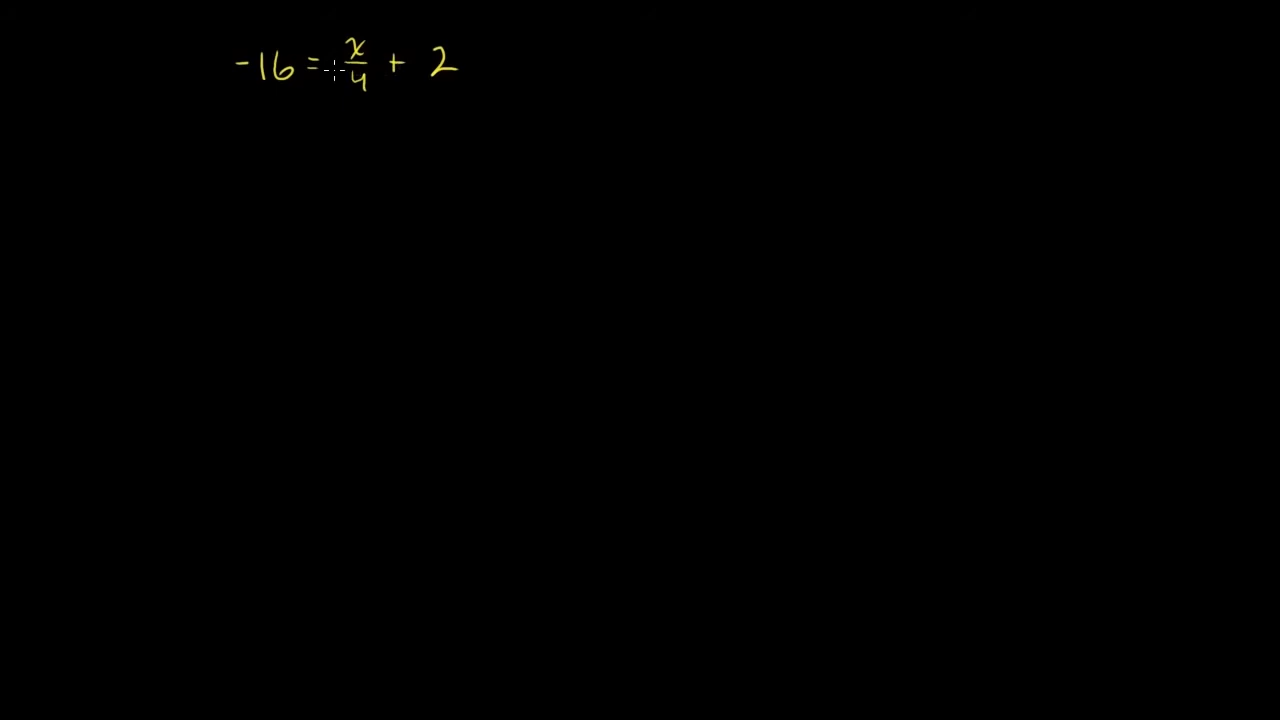 -16 = x/4 + 2